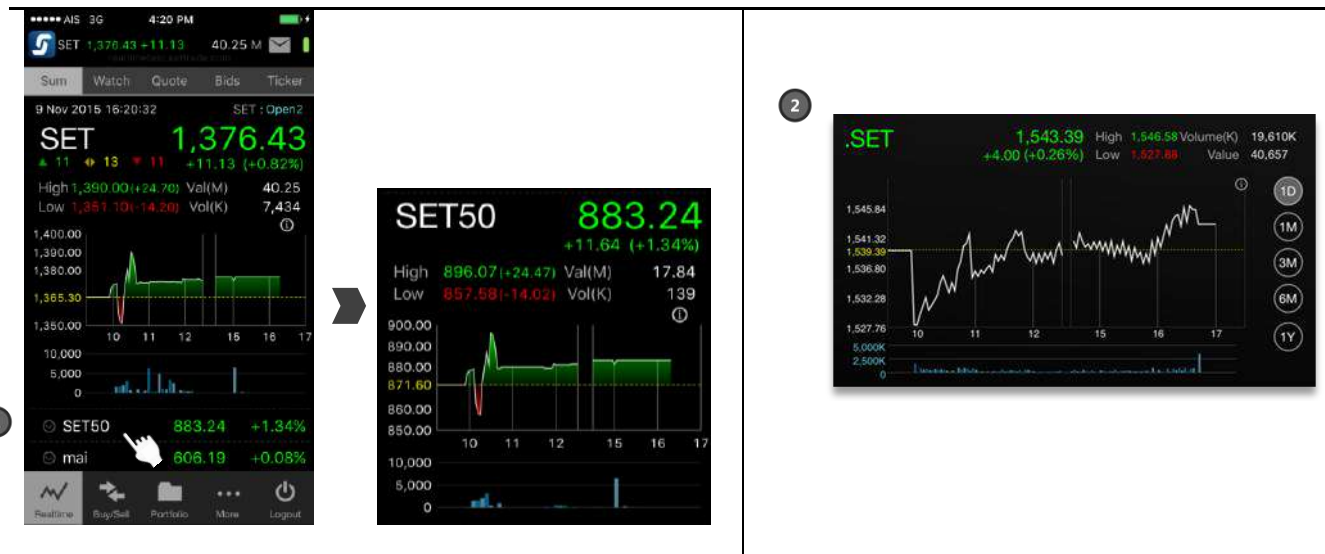 AIS 3G 4:20 PM
SET 1,376.43 +11.13 40.25 M
Sum Watch Quote Bids Ticker
9 Nov 2015 16:20:32 SET : Open2
SET 1,376.43
11 13 11 +11.13 (+0.82%)
High 1,390.00 (+24.70) Val(M) 40.25
Low 1,351.10 (-14.20) Vol(K) 7,434
1,400.00
1,390.00
1,380.00
1,365.30
1,350.00
10 11 12 15 16 17
10,000
5,000
0
SET50 883.24 +1.34%
mai 606.19 +0.08%
Realtime Buy/Sell Portfolio More Logout
SET50 883.24
+11.64 (+1.34%)
High 896.07 (+24.47) Val(M) 17.84
Low 857.58 (-14.02) Vol(K) 139
900.00
890.00
880.00
871.60
860.00
850.00
10 11 12 15 16 17
10,000
5,000
0
2
.SET 1,543.39 High 1,546.58 Volume(K) 19,610K
+4.00 (+0.26%) Low 1,527.88 Value 40,657
1D
1M
3M
6M
1Y
1,545.84
1,541.32
1,539.39
1,536.80
1,532.28
1,527.76
10 11 12 15 16 17
5,000K
2,500K
0